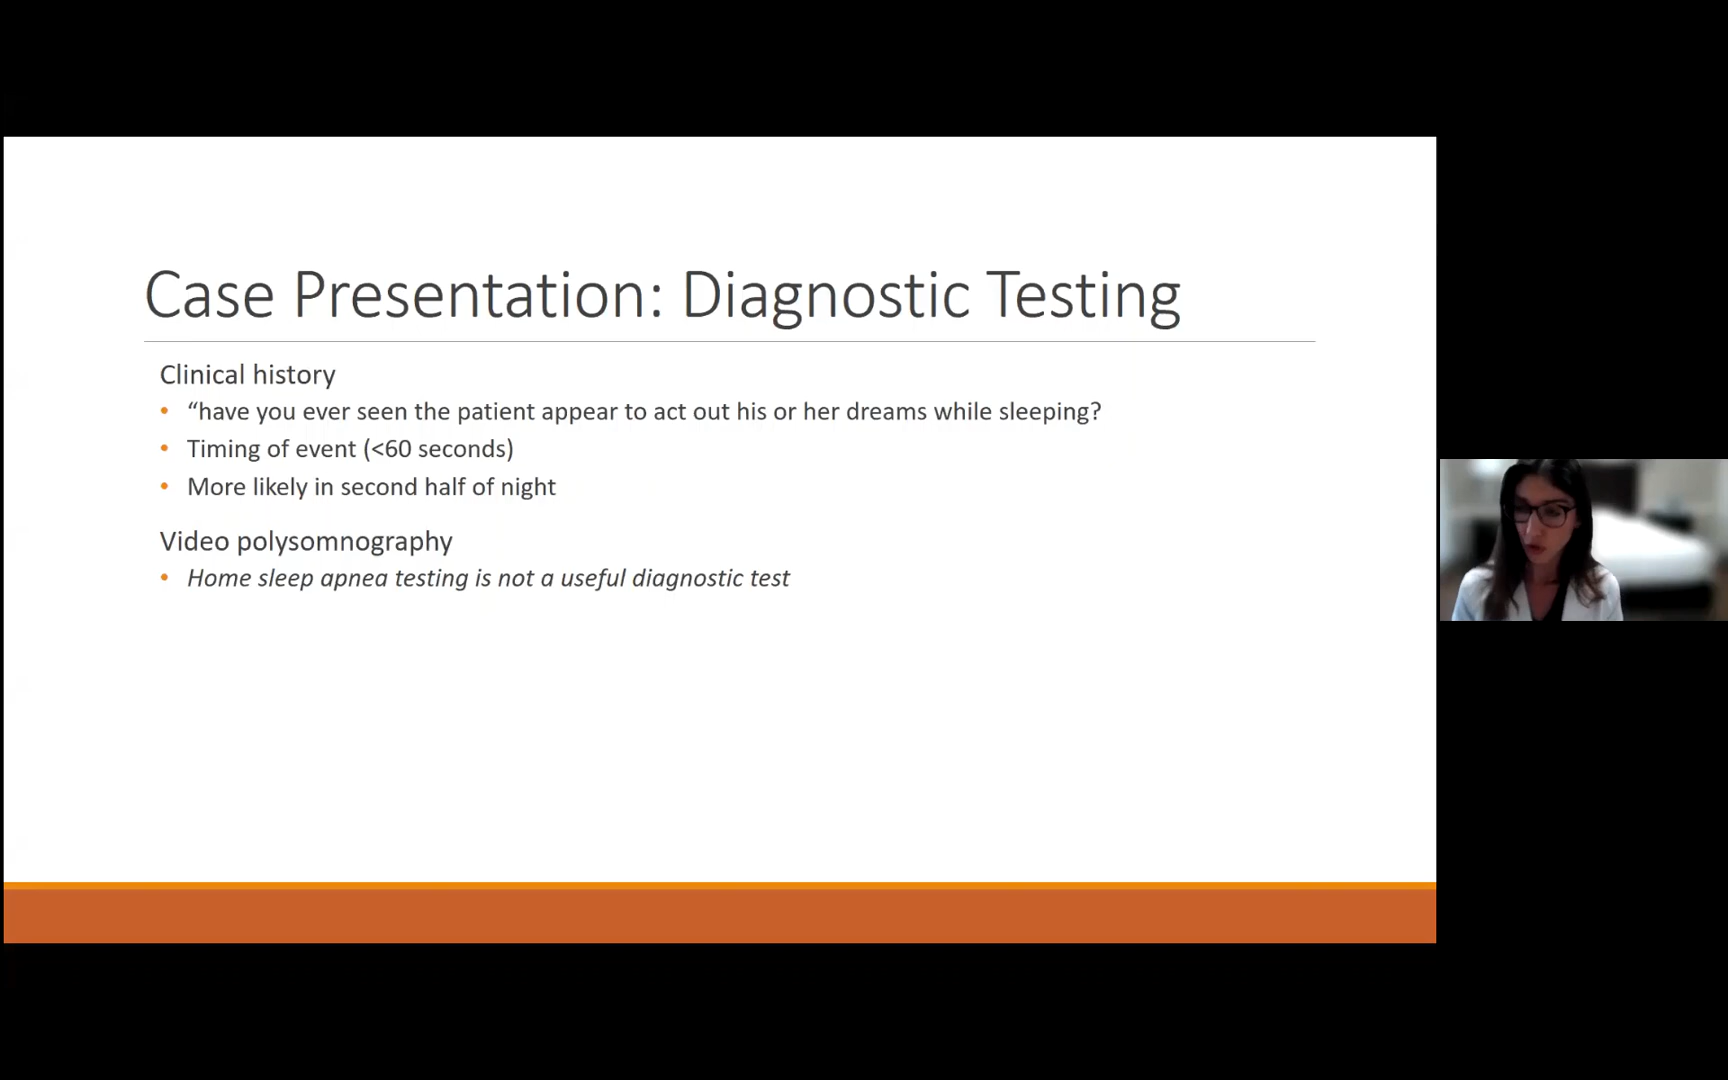 Case Presentation: Diagnostic Testing
Clinical history
• “have you ever seen the patient appear to act out his or her dreams while sleeping?
• Timing of event (<60 seconds)
• More likely in second half of night
Video polysomnography
• Home sleep apnea testing is not a useful diagnostic test